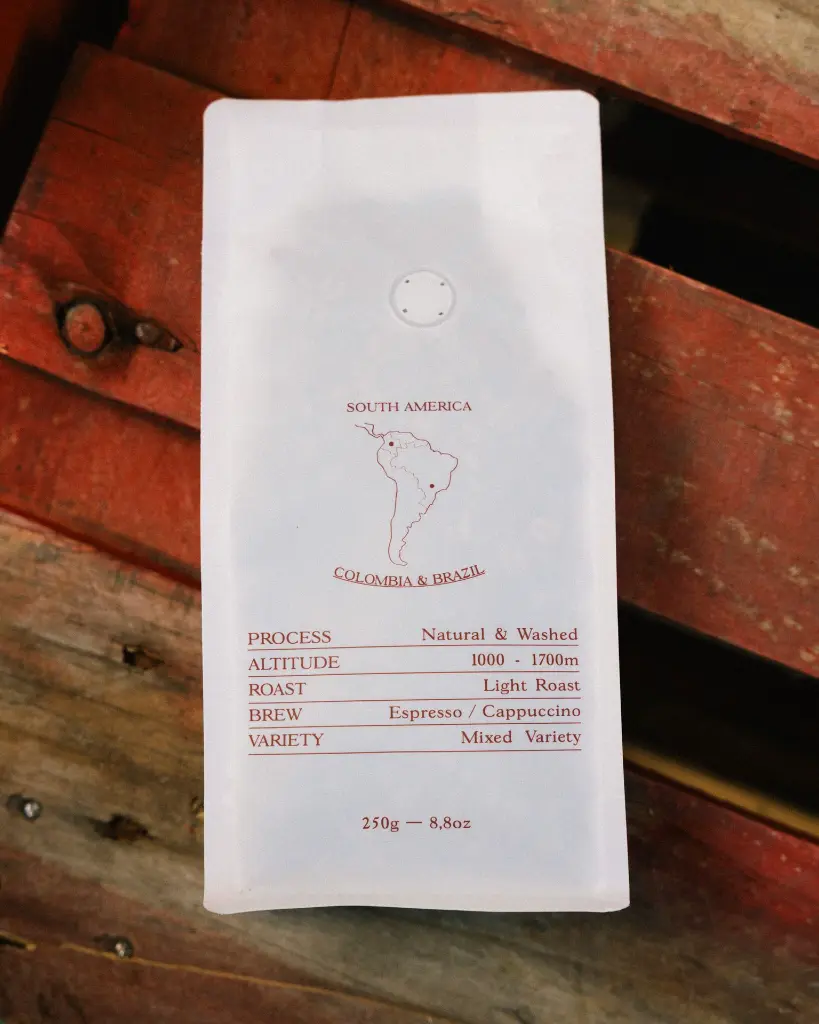 SOUTH AMERICA
COLOMBIA & BRAZIL
PROCESS Natural & Washed
ALTITUDE 1000 - 1700m
ROAST Light Roast
BREW Espresso / Cappuccino
VARIETY Mixed Variety
250g — 8,8oz